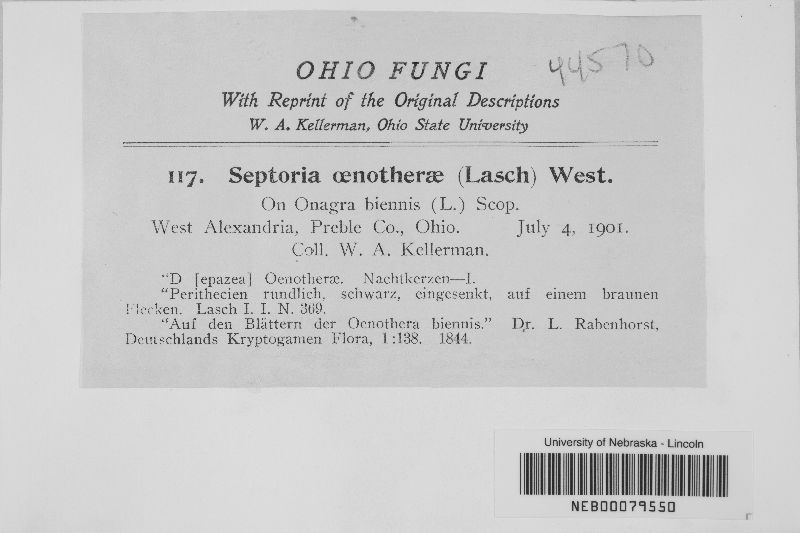 OHIO FUNGI
44570
With Reprint of the Original Descriptions
W. A. Kellerman, Ohio State University
117. Septoria œnotheræ (Lasch) West.
On Onagra biennis (L.) Scop.
West Alexandria, Preble Co., Ohio. July 4, 1901.
Coll. W. A. Kellerman.
"D [epazea] Oenotheræ. Nachtkerzen—I.
"Perithecien rundlich, schwarz, eingesenkt, auf einem braunen
Flecken. Lasch I. I. N. 369.
"Auf den Blättern der Oenothera biennis." Dr. L. Rabenhorst,
Deutschlands Kryptogamen Flora, 1:138. 1844.
University of Nebraska - Lincoln
NEB00079550